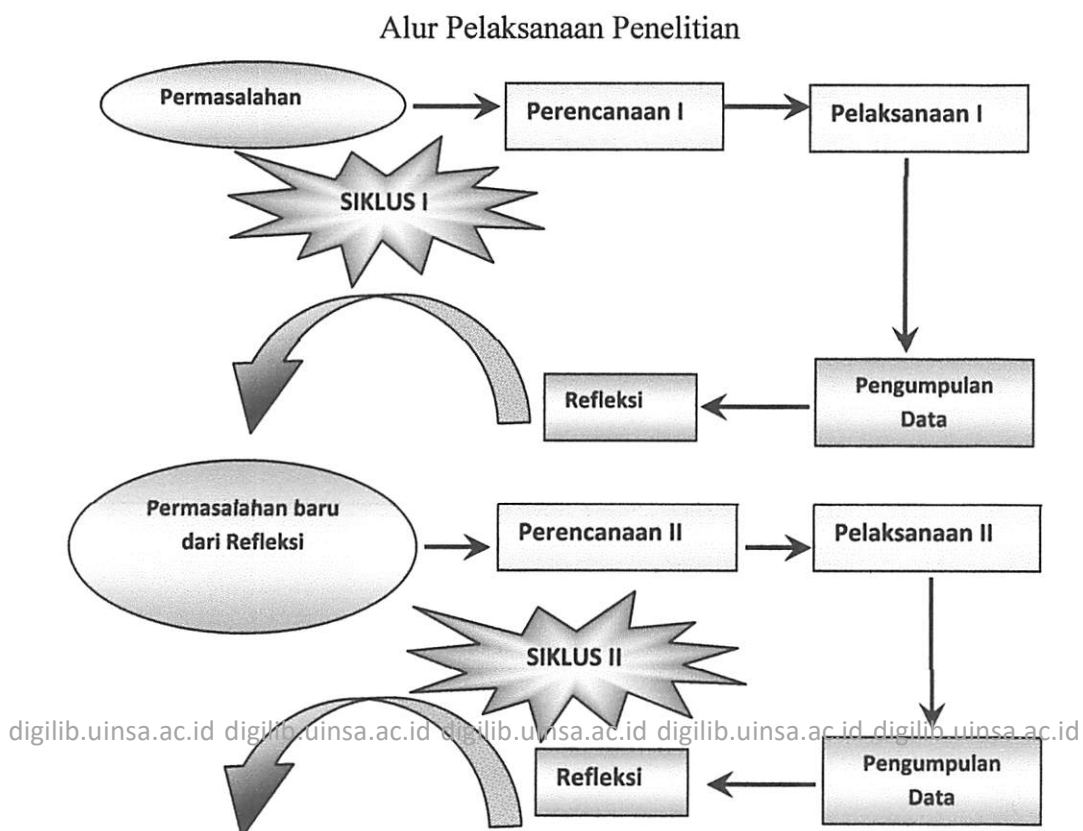 Alur Pelaksanaan Penelitian
Permasalahan
Perencanaan I
Pelaksanaan I
SIKLUS I
Refleksi
Pengumpulan
Data
Permasalahan baru
dari Refleksi
Perencanaan II
Pelaksanaan II
SIKLUS II
digilib.uinsa.ac.id digilib.uinsa.ac.id digilib.uinsa.ac.id digilib.uinsa.ac.id digilib.uinsa.ac.id
Refleksi
Pengumpulan
Data